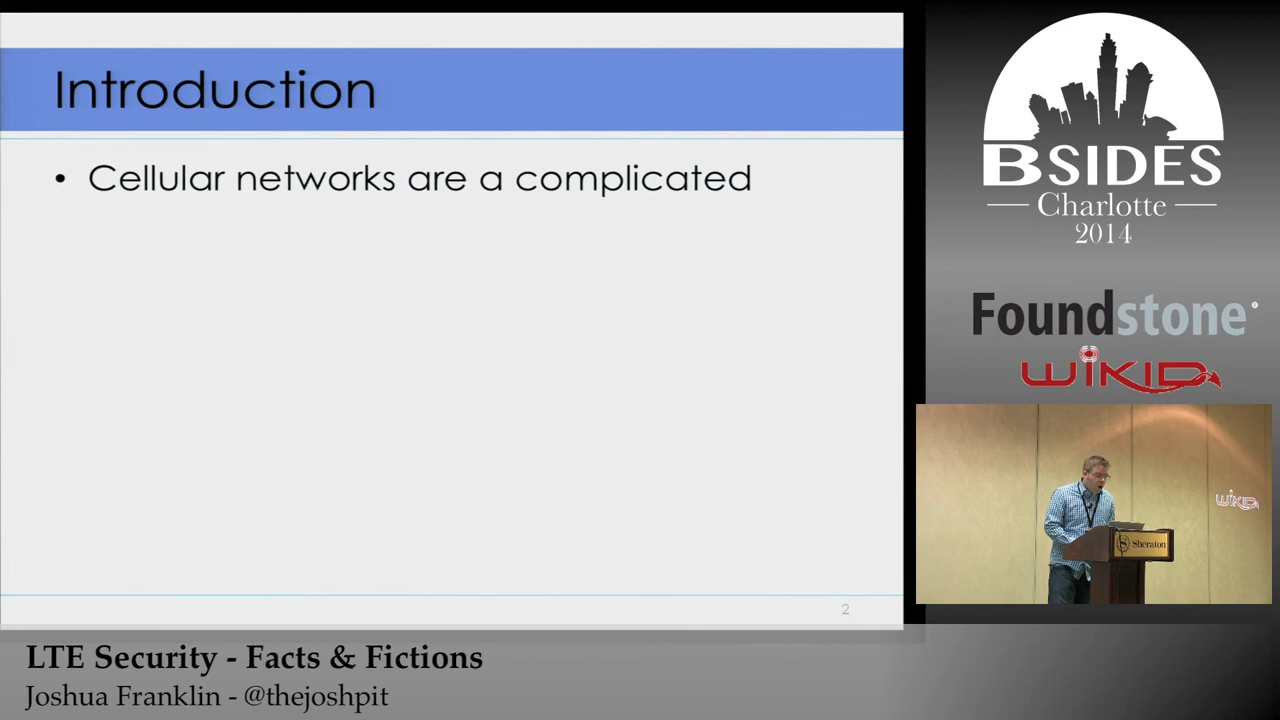 Introduction
• Cellular networks are a complicated
2
LTE Security - Facts & Fictions
Joshua Franklin - @thejoshpit
BSIDES
Charlotte
2014
Foundstone®
WiKID
WiKID
Sheraton